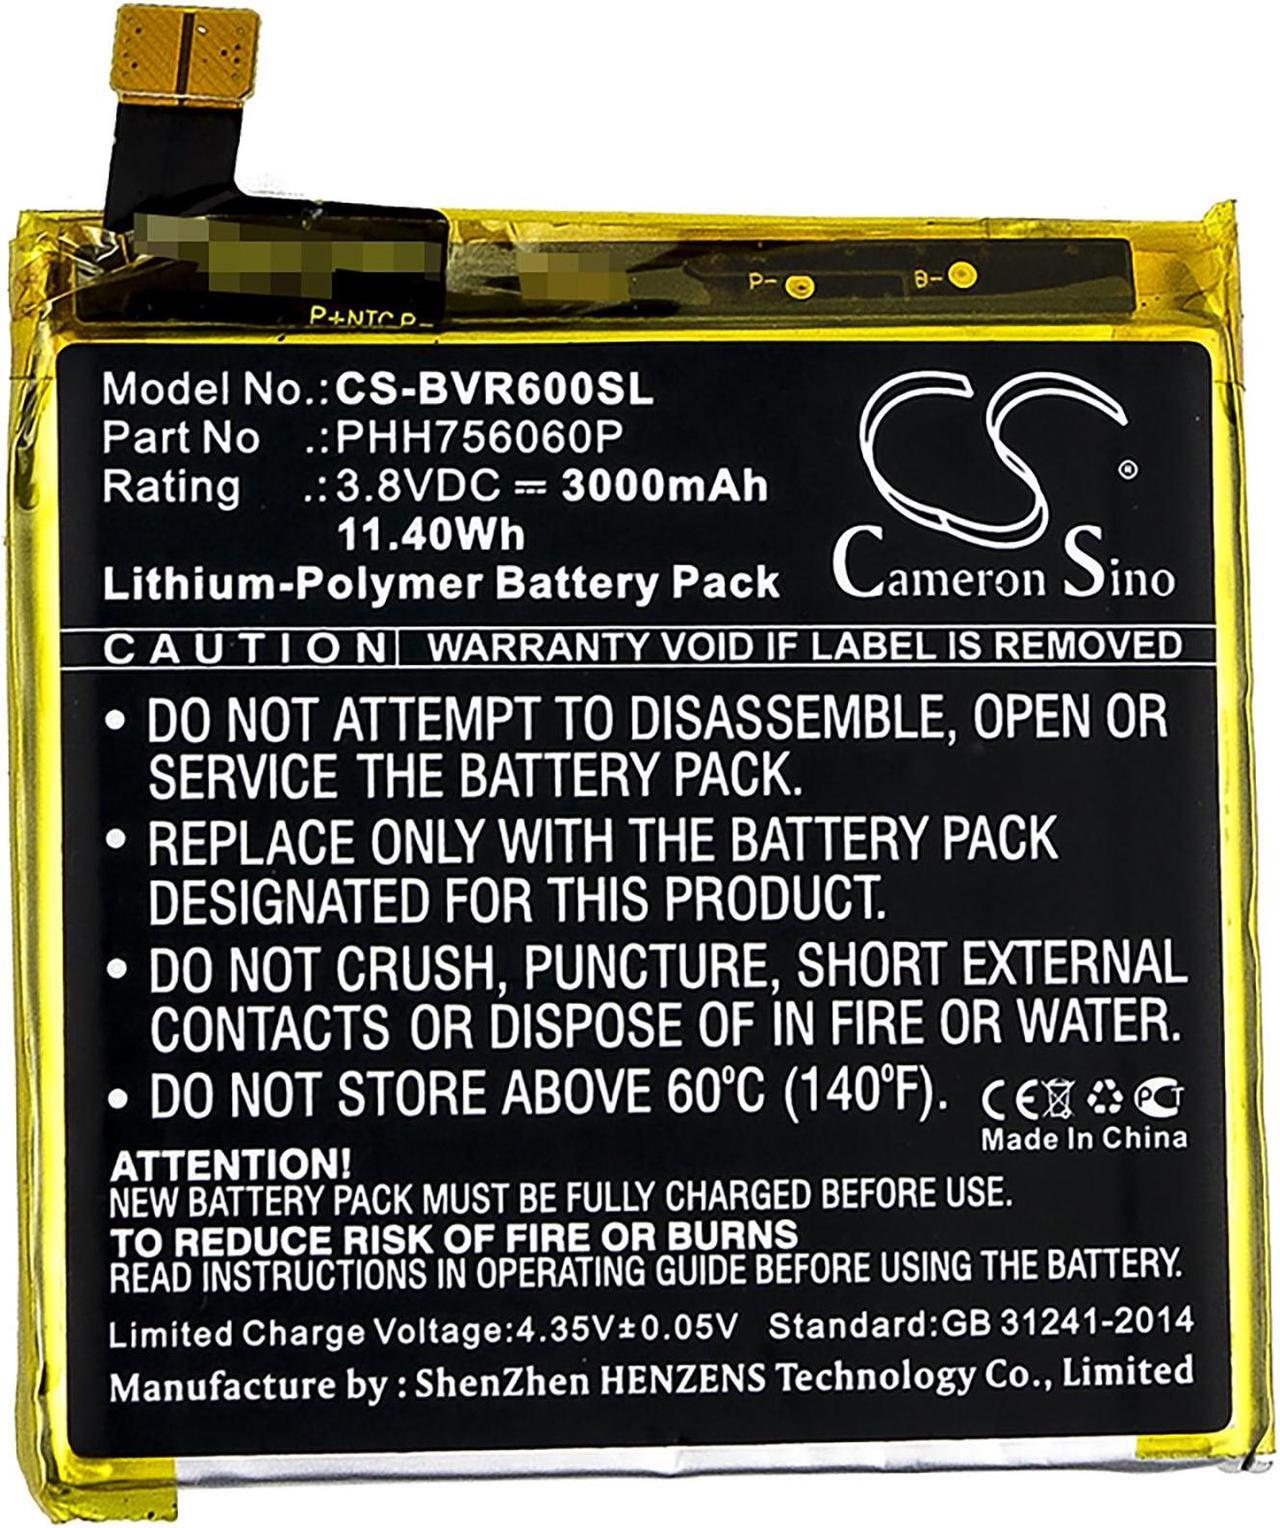 P+NTC P-
P-
B-
Model No.:CS-BVR600SL
Part No .:PHH756060P
Rating .:3.8VDC ⎓ 3000mAh
11.40Wh
Lithium-Polymer Battery Pack
CS ®
Cameron Sino
CAUTION| WARRANTY VOID IF LABEL IS REMOVED
• DO NOT ATTEMPT TO DISASSEMBLE, OPEN OR
SERVICE THE BATTERY PACK.
• REPLACE ONLY WITH THE BATTERY PACK
DESIGNATED FOR THIS PRODUCT.
• DO NOT CRUSH, PUNCTURE, SHORT EXTERNAL
CONTACTS OR DISPOSE OF IN FIRE OR WATER.
• DO NOT STORE ABOVE 60ºC (140ºF).
CE PCT
Made In China
ATTENTION!
NEW BATTERY PACK MUST BE FULLY CHARGED BEFORE USE.
TO REDUCE RISK OF FIRE OR BURNS
READ INSTRUCTIONS IN OPERATING GUIDE BEFORE USING THE BATTERY.
Limited Charge Voltage:4.35V±0.05V Standard:GB 31241-2014
Manufacture by : ShenZhen HENZENS Technology Co., Limited